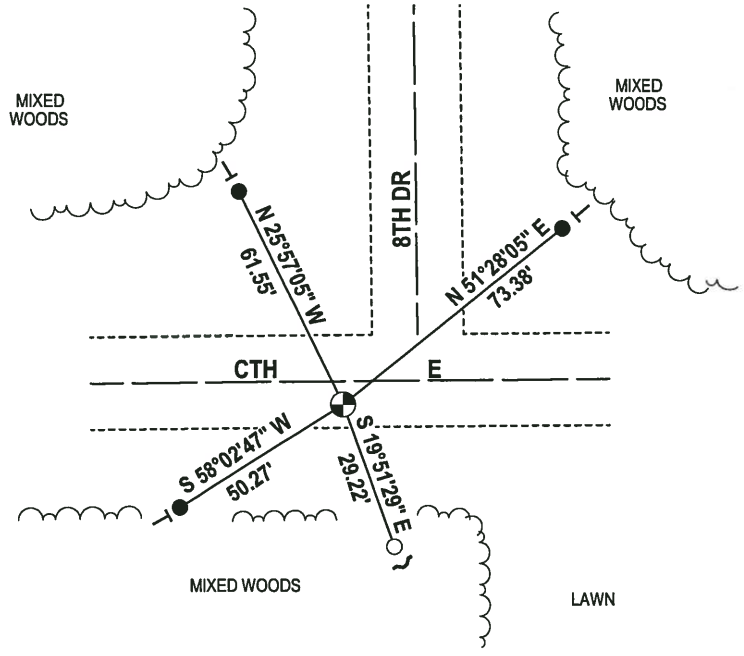 MIXED
WOODS
MIXED
WOODS
8TH DR
N 25°57'05" W
61.55'
N 51°28'05" E
73.38'
CTH E
S 58°02'47" W
50.27'
S 19°51'29" E
29.22'
MIXED WOODS
LAWN